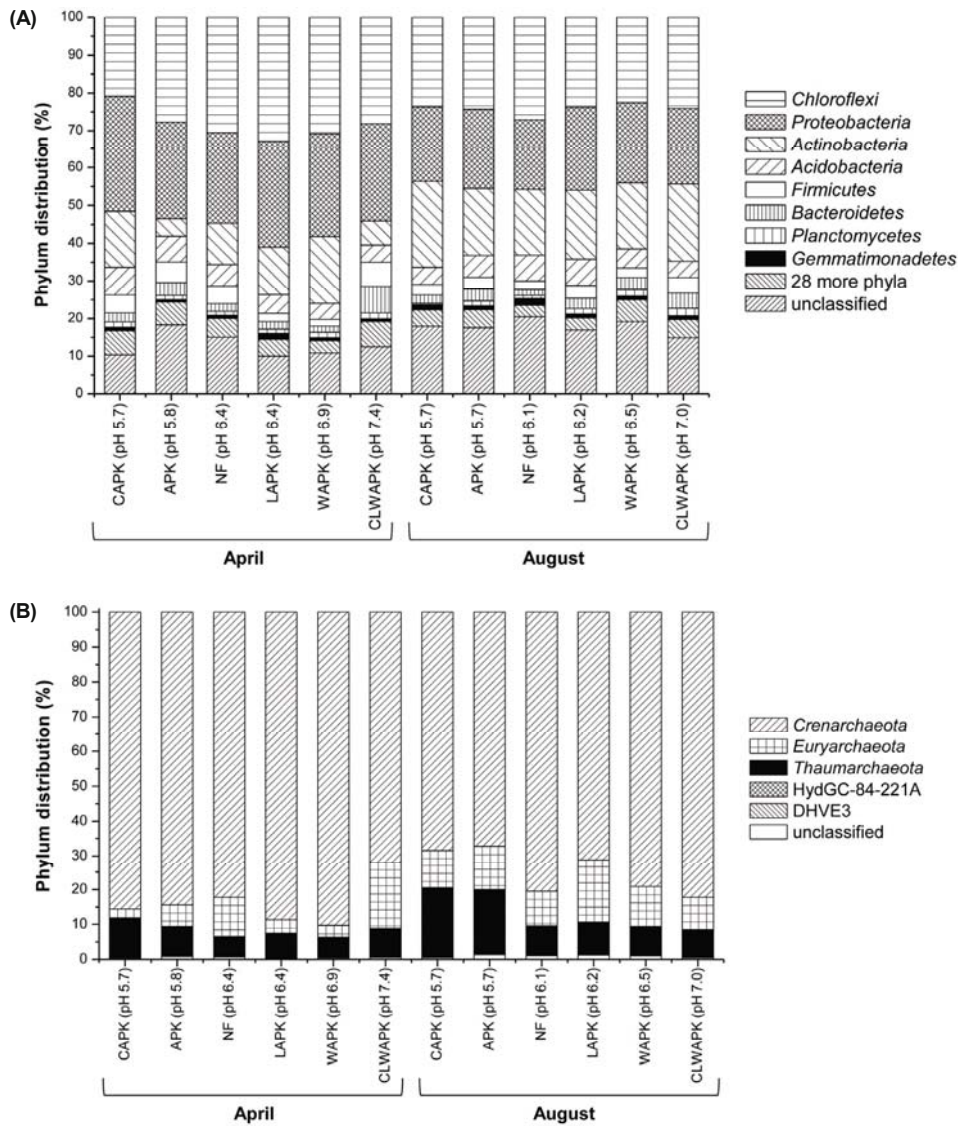 (A)
Phylum distribution (%)
100
90
80
70
60
50
40
30
20
10
0
CAPK (pH 5.7)
APK (pH 5.8)
NF (pH 6.4)
LAPK (pH 6.4)
WAPK (pH 6.9)
CLWAPK (pH 7.4)
CAPK (pH 5.7)
APK (pH 5.7)
NF (pH 6.1)
LAPK (pH 6.2)
WAPK (pH 6.5)
CLWAPK (pH 7.0)
April
August
Chloroflexi
Proteobacteria
Actinobacteria
Acidobacteria
Firmicutes
Bacteroidetes
Planctomycetes
Gemmatimonadetes
28 more phyla
unclassified
(B)
Phylum distribution (%)
100
90
80
70
60
50
40
30
20
10
0
CAPK (pH 5.7)
APK (pH 5.8)
NF (pH 6.4)
LAPK (pH 6.4)
WAPK (pH 6.9)
CLWAPK (pH 7.4)
CAPK (pH 5.7)
APK (pH 5.7)
NF (pH 6.1)
LAPK (pH 6.2)
WAPK (pH 6.5)
CLWAPK (pH 7.0)
April
August
Crenarchaeota
Euryarchaeota
Thaumarchaeota
HydGC-84-221A
DHVE3
unclassified